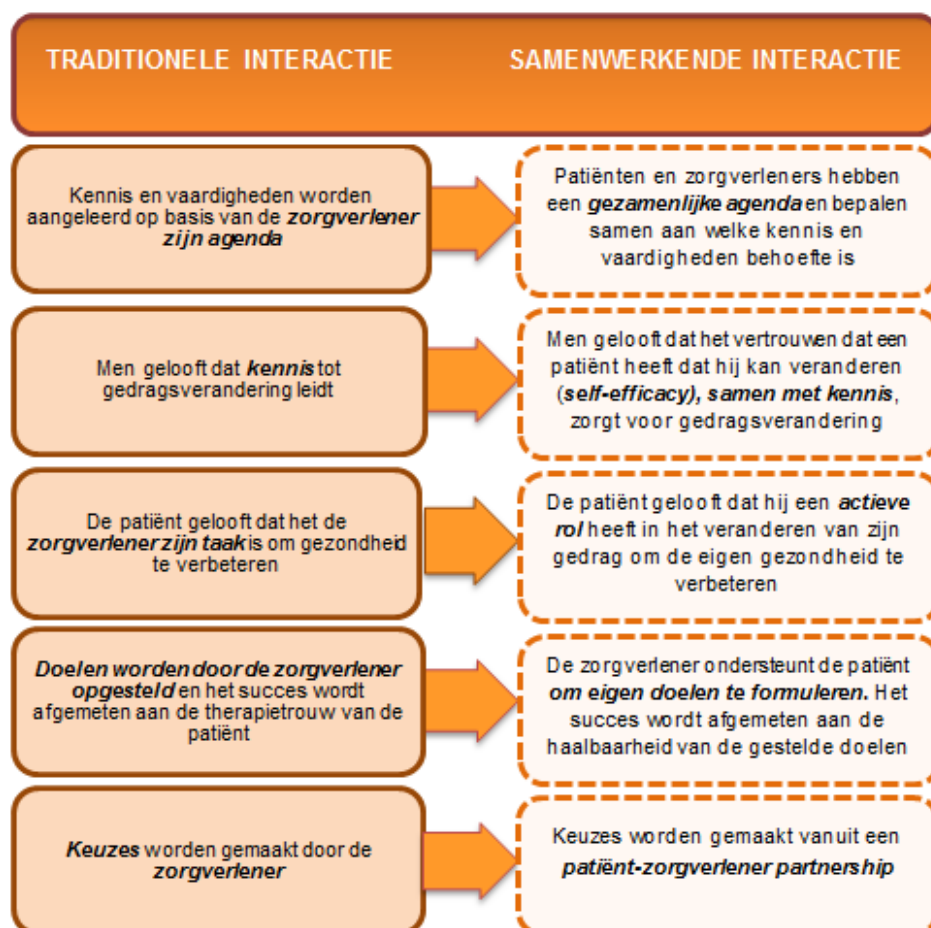 TRADITIONELE INTERACTIE
SAMENWERKENDE INTERACTIE
Kennis en vaardigheden worden
aangeleerd op basis van de zorgverlener
zijn agenda
Patiënten en zorgverleners hebben
een gezamenlijke agenda en bepalen
samen aan welke kennis en
vaardigheden behoefte is
Men gelooft dat kennis tot
gedragsverandering leidt
Men gelooft dat het vertrouwen dat een
patiënt heeft dat hij kan veranderen
(self-efficacy), samen met kennis,
zorgt voor gedragsverandering
De patiënt gelooft dat het de
zorgverlener zijn taak is om gezondheid
te verbeteren
De patiënt gelooft dat hij een actieve
rol heeft in het veranderen van zijn
gedrag om de eigen gezondheid te
verbeteren
Doelen worden door de zorgverlener
opgesteld en het succes wordt
afgemeten aan de therapietrouw van de
patiënt
De zorgverlener ondersteunt de patiënt
om eigen doelen te formuleren. Het
succes wordt afgemeten aan de
haalbaarheid van de gestelde doelen
Keuzes worden gemaakt door de
zorgverlener
Keuzes worden gemaakt vanuit een
patiënt-zorgverlener partnership